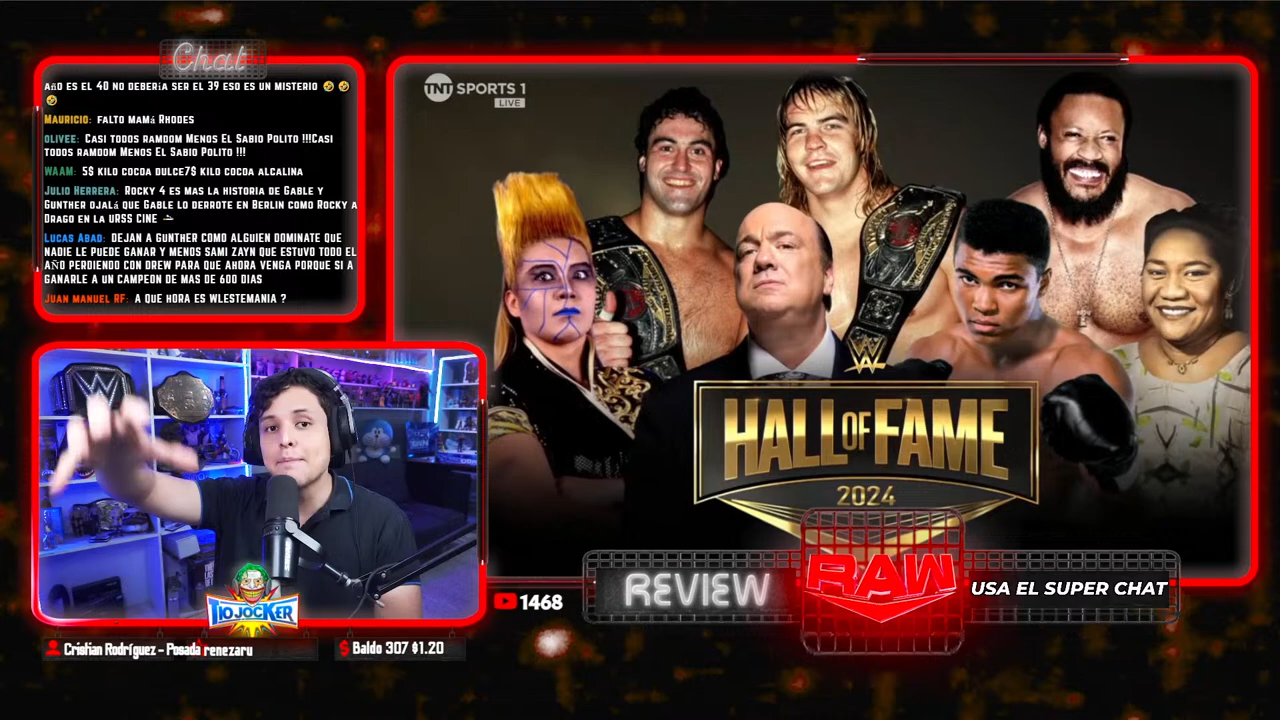 Chat
AÑO ES EL 40 NO DEBERÍA SER EL 39 ESO ES UN MISTERIO
MAURICIO: FALTO MAMÁ RHODES
OLIVEE: CASI TODOS RAMDOM MENOS EL SABIO POLITO !!!CASI
TODOS RAMDOM MENOS EL SABIO POLITO !!!
WAAM: 5$ KILO COCOA DULCE7$ KILO COCOA ALCALINA
JULIO HERRERA: ROCKY 4 ES MAS LA HISTORIA DE GABLE Y
GUNTHER OJALÁ QUE GABLE LO DERROTE EN BERLIN COMO ROCKY A
DRAGO EN LA URSS CINE
LUCAS ABAD: DEJAN A GUNTHER COMO ALGUIEN DOMINATE QUE
NADIE LE PUEDE GANAR Y MENOS SAMI ZAYN QUE ESTUVO TODO EL
AÑO PERDIENDO CON DREW PARA QUE AHORA VENGA PORQUE SI A
GANARLE A UN CAMPEON DE MAS DE 600 DIAS
JUAN MANUEL RF: A QUE HORA ES WLESTEMANIA ?
TNT SPORTS 1
LIVE
HALL OF FAME
2024
TIO JOCKER
1468
REVIEW
RAW
USA EL SUPER CHAT
Cristian Rodríguez - Posada renezaru
$ Baldo 307 $1.20